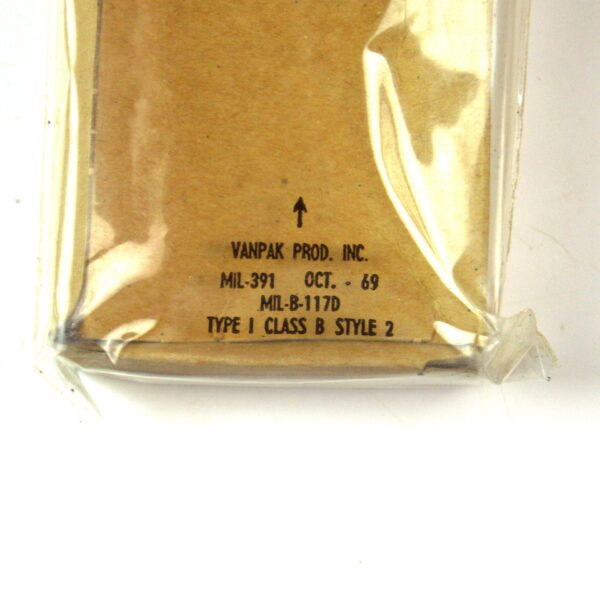 VANPAK PROD. INC.
MIL-391 OCT. - 69
MIL-B-117D
TYPE I CLASS B STYLE 2